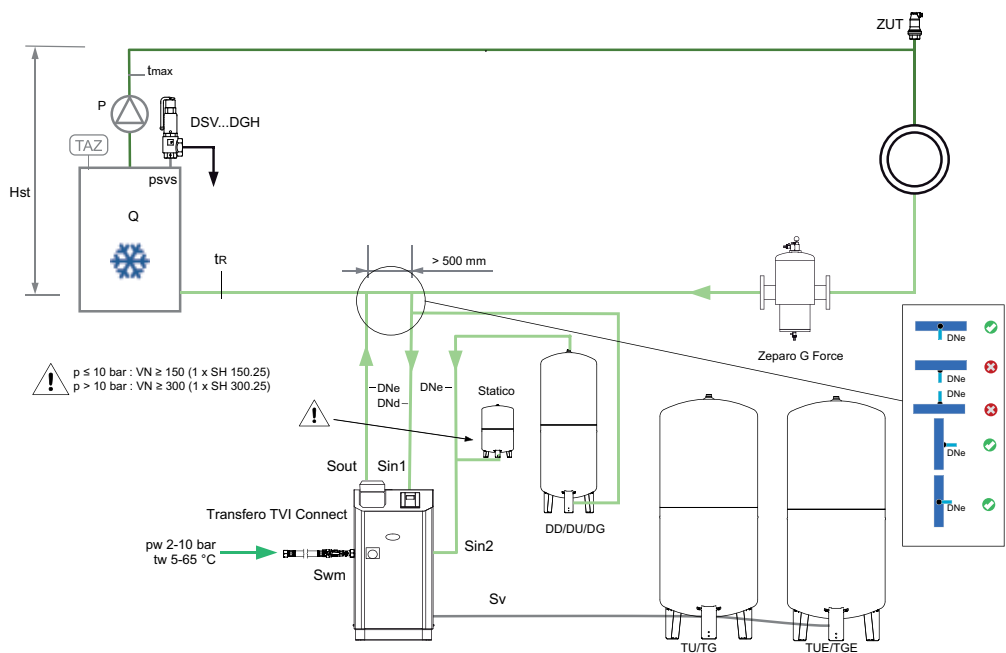 ZUT
tmax
P
DSV...DGH
TAZ
psvs
Hst
Q
tR
> 500 mm
Zeparo G Force
DNe
DNe
DNe
DNe
DNe
p ≤ 10 bar : VN ≥ 150 (1 x SH 150.25)
p > 10 bar : VN ≥ 300 (1 x SH 300.25)
DNe
DNd
DNe
Statico
Sout
Sin1
Transfero TVI Connect
DD/DU/DG
pw 2-10 bar
tw 5-65 °C
Sin2
Swm
Sv
TU/TG
TUE/TGE